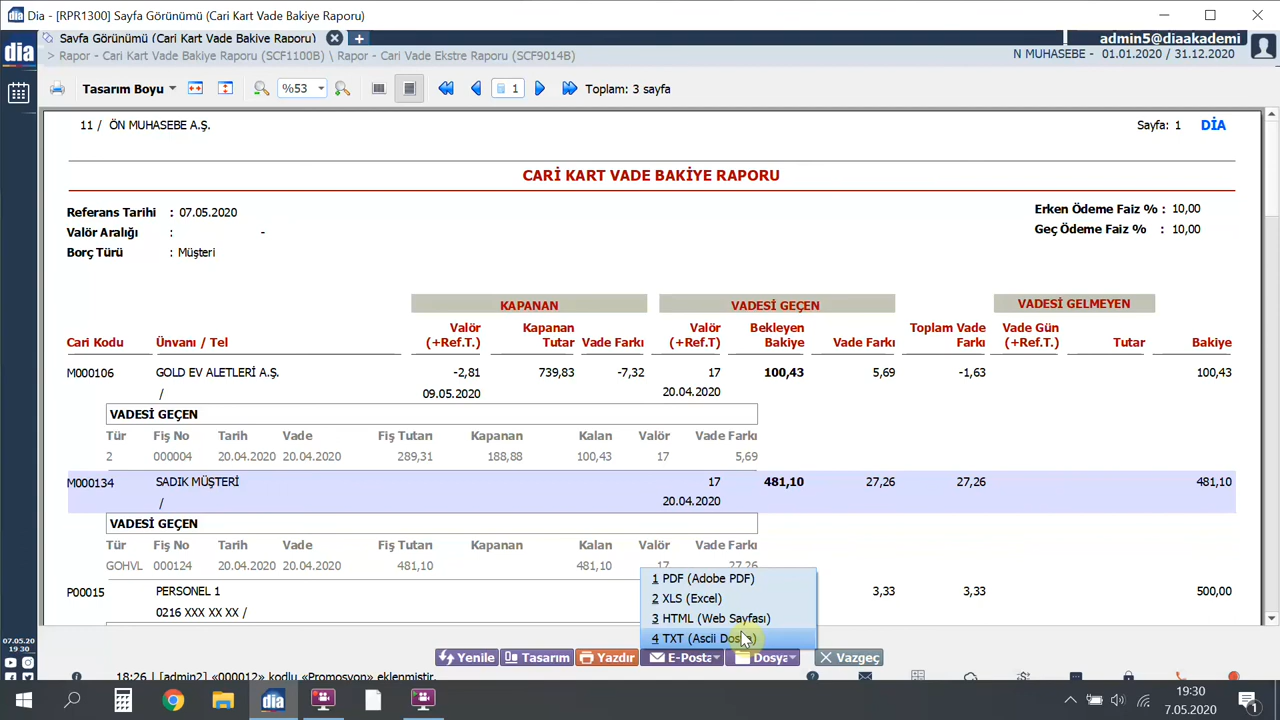 Dia - [RPR1300] Sayfa Görünümü (Cari Kart Vade Bakiye Raporu)
dia
Sayfa Görünümü (Cari Kart Vade Bakiye Raporu)
admin5@diaakademi
> Rapor - Cari Kart Vade Bakiye Raporu (SCF1100B) \ Rapor - Cari Vade Ekstre Raporu (SCF9014B)
N MUHASEBE - 01.01.2020 / 31.12.2020
Tasarım Boyu %53 1 Toplam: 3 sayfa
11 / ÖN MUHASEBE A.Ş. Sayfa: 1 DİA
CARİ KART VADE BAKİYE RAPORU
Referans Tarihi : 07.05.2020 Erken Ödeme Faiz % : 10,00
Valör Aralığı : - Geç Ödeme Faiz % : 10,00
Borç Türü : Müşteri
KAPANAN VADESİ GEÇEN VADESİ GELMEYEN
Valör Kapanan Valör Bekleyen Toplam Vade Vade Gün
Cari Kodu Ünvanı / Tel (+Ref.T.) Tutar Vade Farkı (+Ref.T) Bakiye Vade Farkı Farkı (+Ref.T.) Tutar Bakiye
M000106 GOLD EV ALETLERİ A.Ş. -2,81 739,83 -7,32 17 100,43 5,69 -1,63 100,43
/ 09.05.2020 20.04.2020
VADESİ GEÇEN
Tür Fiş No Tarih Vade Fiş Tutarı Kapanan Kalan Valör Vade Farkı
2 000004 20.04.2020 20.04.2020 289,31 188,88 100,43 17 5,69
M000134 SADIK MÜŞTERİ 17 481,10 27,26 27,26 481,10
/ 20.04.2020
VADESİ GEÇEN
Tür Fiş No Tarih Vade Fiş Tutarı Kapanan Kalan Valör Vade Farkı
GOHVL 000124 20.04.2020 20.04.2020 481,10 481,10 17 27,26
P00015 PERSONEL 1 3,33 3,33 500,00
0216 XXX XX XX /
1 PDF (Adobe PDF)
2 XLS (Excel)
3 HTML (Web Sayfası)
4 TXT (Ascii
07.05.20
19:30
Yenile Tasarım Yazdır E-Posta Dosya Vazgeç
18:26 | [admin2] «000012» kodlu «Promosyon» eklenmiştir.
19:30
7.05.2020
1